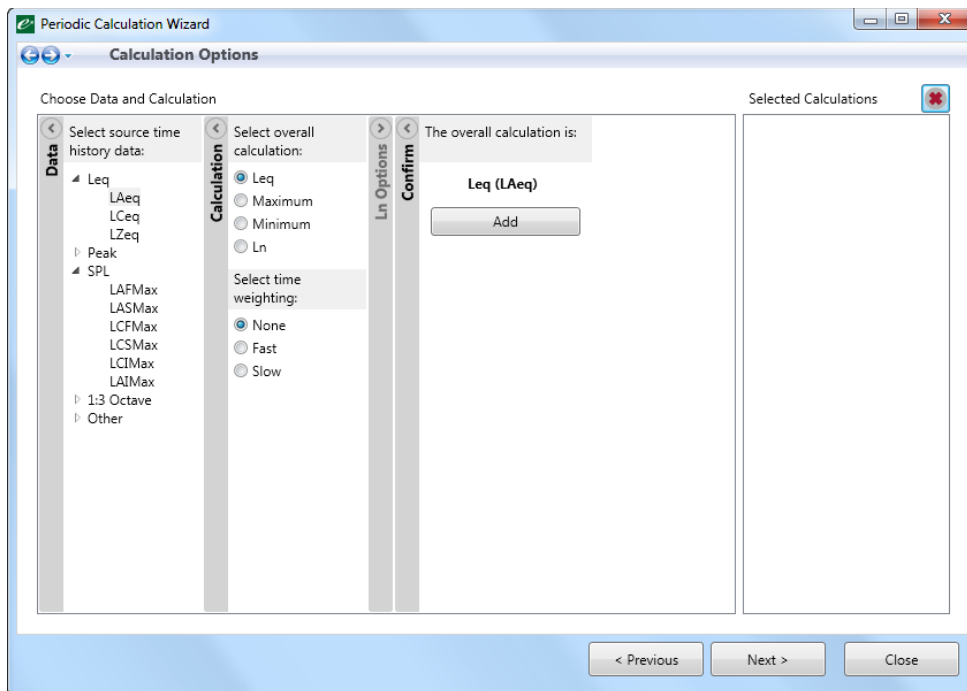 Periodic Calculation Wizard
Calculation Options
Choose Data and Calculation
Selected Calculations
Data
Select source time
history data:
Leq
LAeq
LCeq
LZeq
Peak
SPL
LAFMax
LASMax
LCFMax
LCSMax
LCIMax
LAIMax
1:3 Octave
Other
Calculation
Select overall
calculation:
Leq
Maximum
Minimum
Ln
Select time
weighting:
None
Fast
Slow
Ln Options
Confirm
The overall calculation is:
Leq (LAeq)
Add
< Previous
Next >
Close